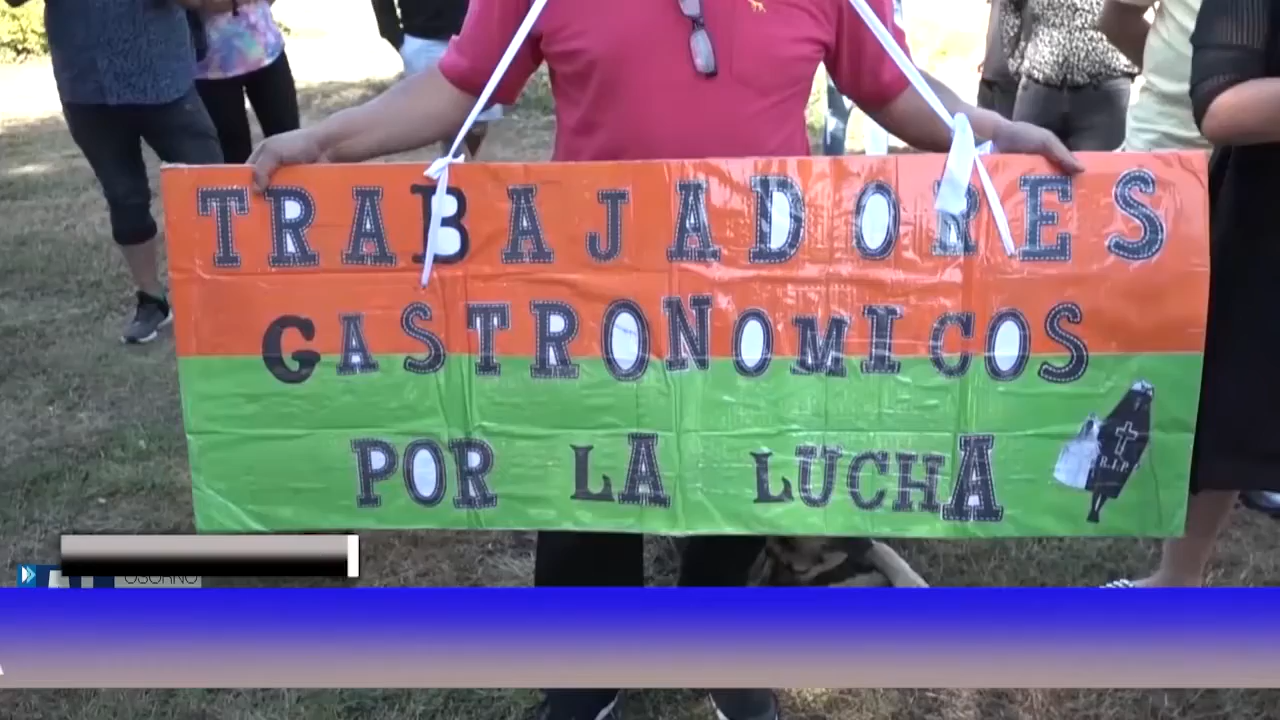 TRABAJADORES
GASTRONOMICOS
POR LA LUCHA
R.I.P
OSORNO